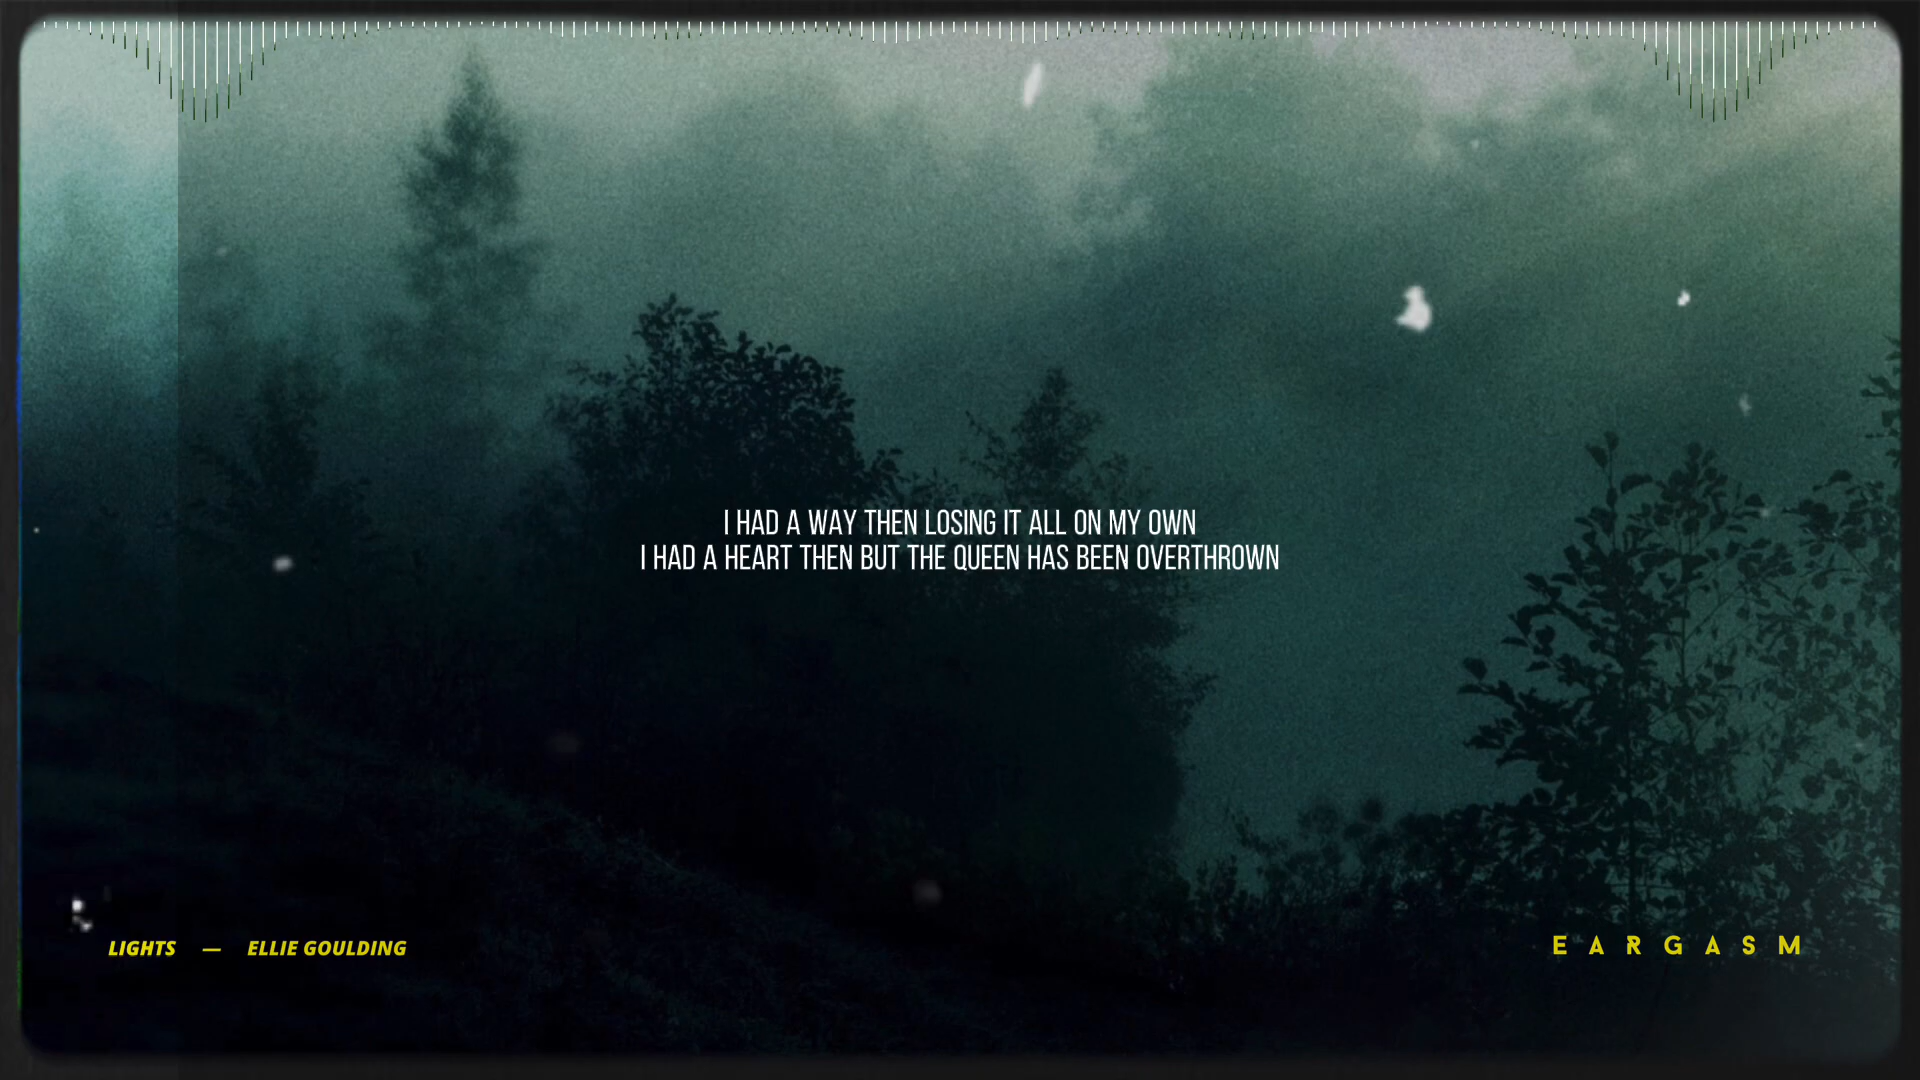 I HAD A WAY THEN LOSING IT ALL ON MY OWN
I HAD A HEART THEN BUT THE QUEEN HAS BEEN OVERTHROWN
LIGHTS — ELLIE GOULDING
EARGASM